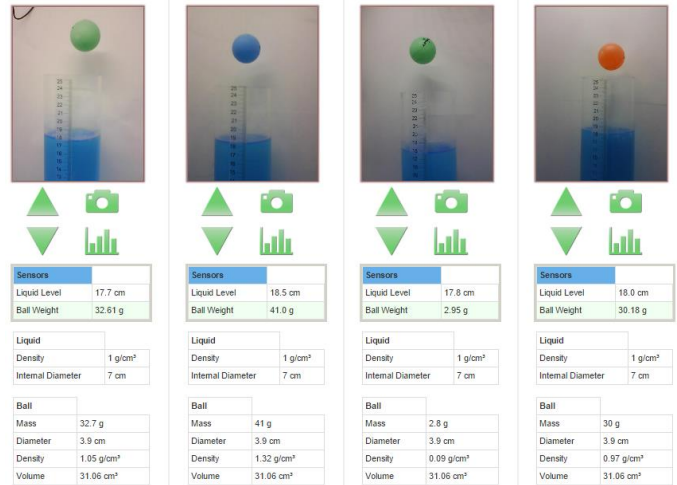 Sensors
Liquid Level 17.7 cm
Ball Weight 32.61 g
Liquid
Density 1 g/cm³
Internal Diameter 7 cm
Ball
Mass 32.7 g
Diameter 3.9 cm
Density 1.05 g/cm³
Volume 31.06 cm³
Sensors
Liquid Level 18.5 cm
Ball Weight 41.0 g
Liquid
Density 1 g/cm³
Internal Diameter 7 cm
Ball
Mass 41 g
Diameter 3.9 cm
Density 1.32 g/cm³
Volume 31.06 cm³
Sensors
Liquid Level 17.8 cm
Ball Weight 2.95 g
Liquid
Density 1 g/cm³
Internal Diameter 7 cm
Ball
Mass 2.8 g
Diameter 3.9 cm
Density 0.09 g/cm³
Volume 31.06 cm³
Sensors
Liquid Level 18.0 cm
Ball Weight 30.18 g
Liquid
Density 1 g/cm³
Internal Diameter 7 cm
Ball
Mass 30 g
Diameter 3.9 cm
Density 0.97 g/cm³
Volume 31.06 cm³